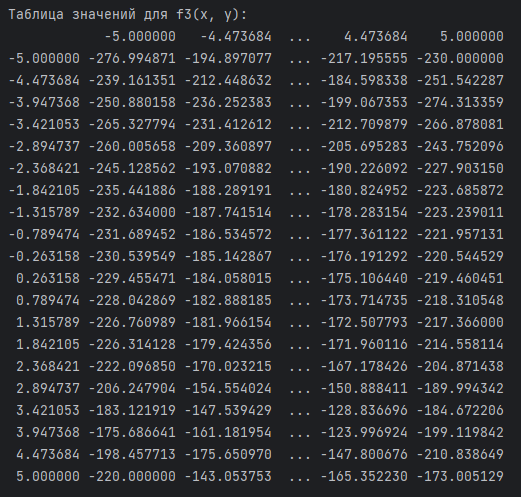 Таблица значений для f3(x, y):
-5.000000 -4.473684 ... 4.473684 5.000000
-5.000000 -276.994871 -194.897077 ... -217.195555 -230.000000
-4.473684 -239.161351 -212.448632 ... -184.598338 -251.542287
-3.947368 -250.880158 -236.252383 ... -199.067353 -274.313359
-3.421053 -265.327794 -231.412612 ... -212.709879 -266.878081
-2.894737 -260.005658 -209.360897 ... -205.695283 -243.752096
-2.368421 -245.128562 -193.070882 ... -190.226092 -227.903150
-1.842105 -235.441886 -188.289191 ... -180.824952 -223.685872
-1.315789 -232.634000 -187.741514 ... -178.283154 -223.239011
-0.789474 -231.689452 -186.534572 ... -177.361122 -221.957131
-0.263158 -230.539549 -185.142867 ... -176.191292 -220.544529
0.263158 -229.455471 -184.058015 ... -175.106440 -219.460451
0.789474 -228.042869 -182.888185 ... -173.714735 -218.310548
1.315789 -226.760989 -181.966154 ... -172.507793 -217.366000
1.842105 -226.314128 -179.424356 ... -171.960116 -214.558114
2.368421 -222.096850 -170.023215 ... -167.178426 -204.871438
2.894737 -206.247904 -154.554024 ... -150.888411 -189.994342
3.421053 -183.121919 -147.539429 ... -128.836696 -184.672206
3.947368 -175.686641 -161.181954 ... -123.996924 -199.119842
4.473684 -198.457713 -175.650970 ... -147.800676 -210.838649
5.000000 -220.000000 -143.053753 ... -165.352230 -173.005129